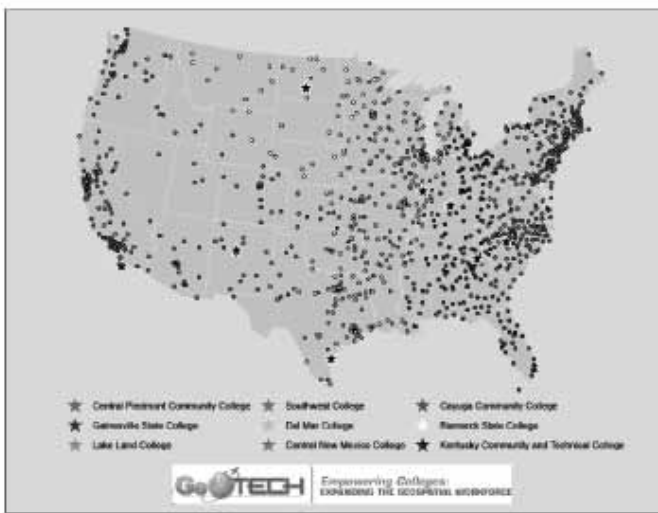 Central Piedmont Community College
Southwest College
Cayuga Community College
Gainesville State College
Del Mar College
Bismarck State College
Lake Land College
Central New Mexico College
Kentucky Community and Technical College
GeoTECH
Empowering Colleges:
EXPANDING THE GEOSPATIAL WORKFORCE